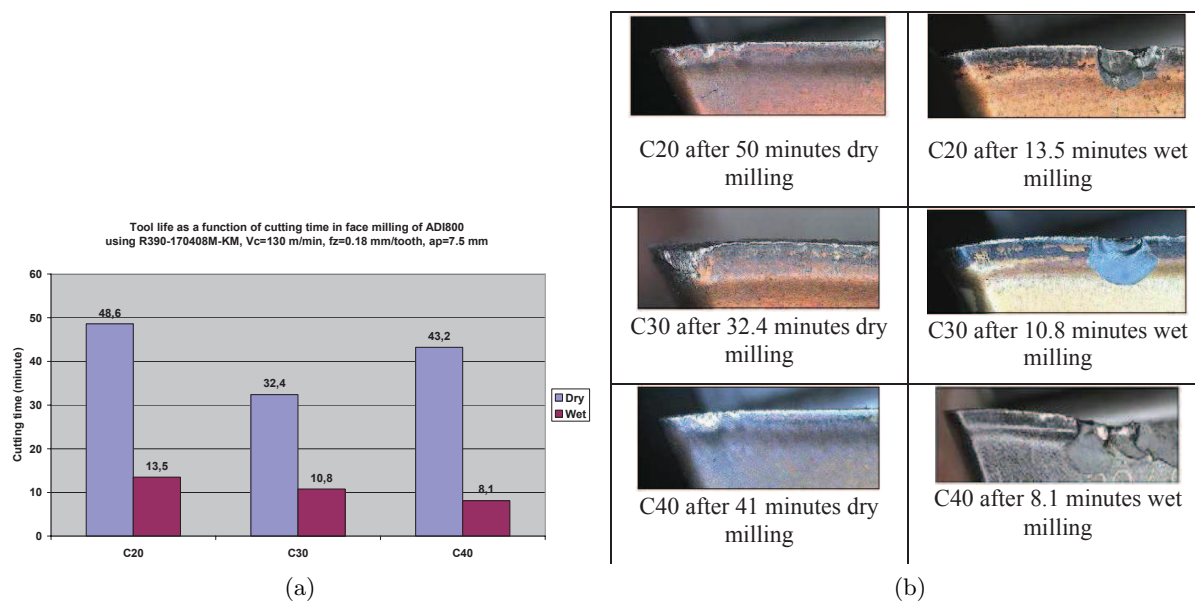 Tool life as a function of cutting time in face milling of ADI800
using R390-170408M-KM, Vc=130 m/min, fz=0.18 mm/tooth, ap=7.5 mm
Cutting time (minute)
60
50
40
30
20
10
0
48,6
13,5
32,4
10,8
43,2
8,1
C20
C30
C40
Dry
Wet
(a)
C20 after 50 minutes dry
milling
C20 after 13.5 minutes wet
milling
C30 after 32.4 minutes dry
milling
C30 after 10.8 minutes wet
milling
C40 after 41 minutes dry
milling
C40 after 8.1 minutes wet
milling
(b)